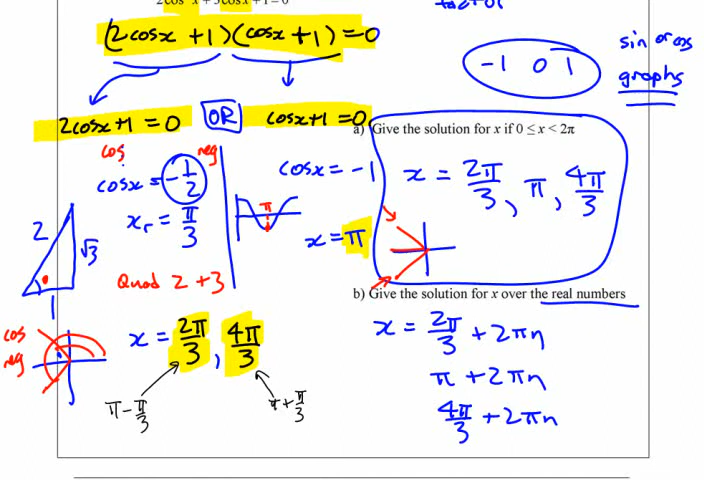 (2cosx + 1)(cosx + 1) = 0
sin or cos
graphs
-1 0 1
2cosx + 1 = 0 OR cosx + 1 = 0
a) Give the solution for x if 0 ≤ x < 2π
cos neg
cosx = -1/2
cosx = -1
x = 2π/3, π, 4π/3
π
2
√3
1
xᵣ = π/3
x = π
Quad 2 + 3
b) Give the solution for x over the real numbers
cos
neg
x = 2π/3, 4π/3
x = 2π/3 + 2πn
π + 2πn
4π/3 + 2πn
π - π/3
π + π/3